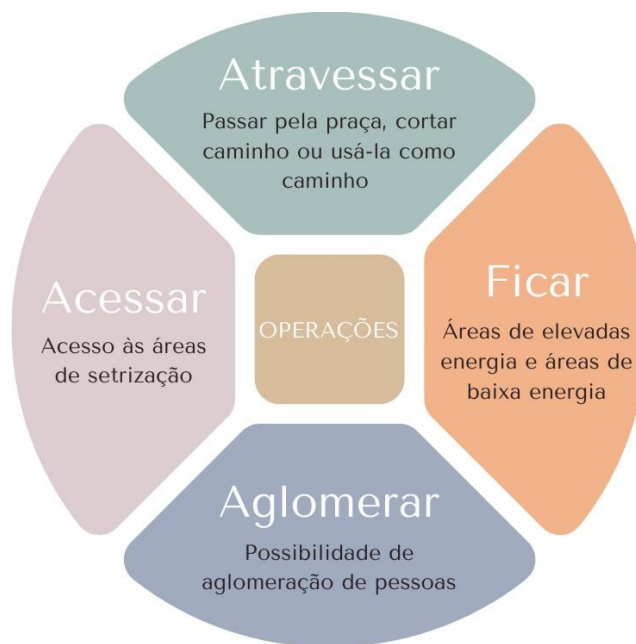 Atravessar
Passar pela praça, cortar
caminho ou usá-la como
caminho
Acessar
Acesso às áreas
de setrização
OPERAÇÕES
Ficar
Áreas de elevadas
energia e áreas de
baixa energia
Aglomerar
Possibilidade de
aglomeração de pessoas